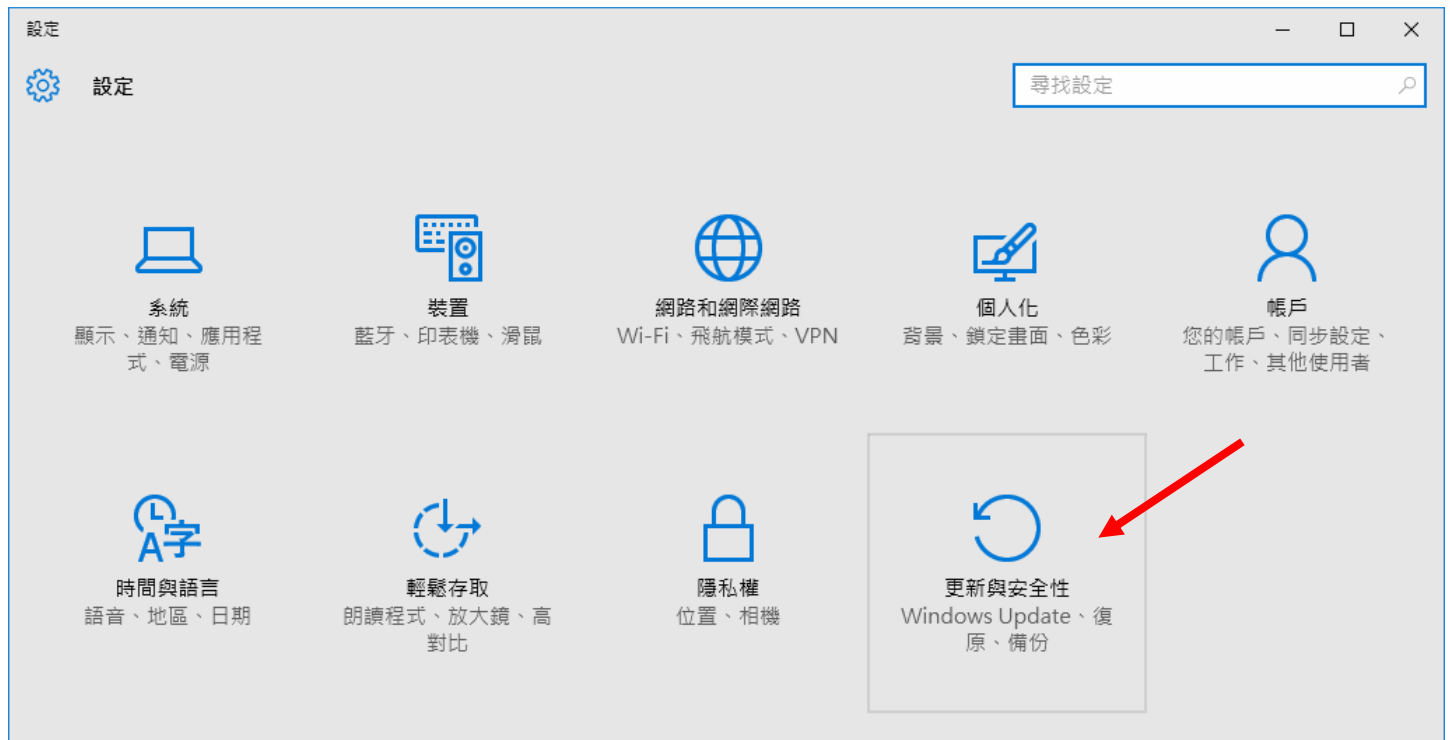 設定
設定
尋找設定
系統
顯示、通知、應用程
式、電源
裝置
藍牙、印表機、滑鼠
網路和網際網路
Wi-Fi、飛航模式、VPN
個人化
背景、鎖定畫面、色彩
帳戶
您的帳戶、同步設定、
工作、其他使用者
時間與語言
語音、地區、日期
輕鬆存取
朗讀程式、放大鏡、高
對比
隱私權
位置、相機
更新與安全性
Windows Update、復
原、備份